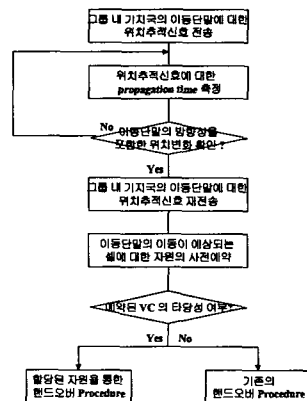 그룹 내 기지국의 이동단말에 대한
위치추적신호 전송
위치추적신호에 대한
propagation time 측정
No
이동단말의 방향성을
포함한 위치변화 확인 ?
Yes
그룹 내 기지국의 이동단말에 대한
위치추적신호 재전송
이동단말의 이동이 예상되는
셀에 대한 자원의 사전예약
예약된 VC 의 타당성 여부?
Yes No
할당된 자원을 통한
핸드오버 Procedure
기존의
핸드오버 Procedure